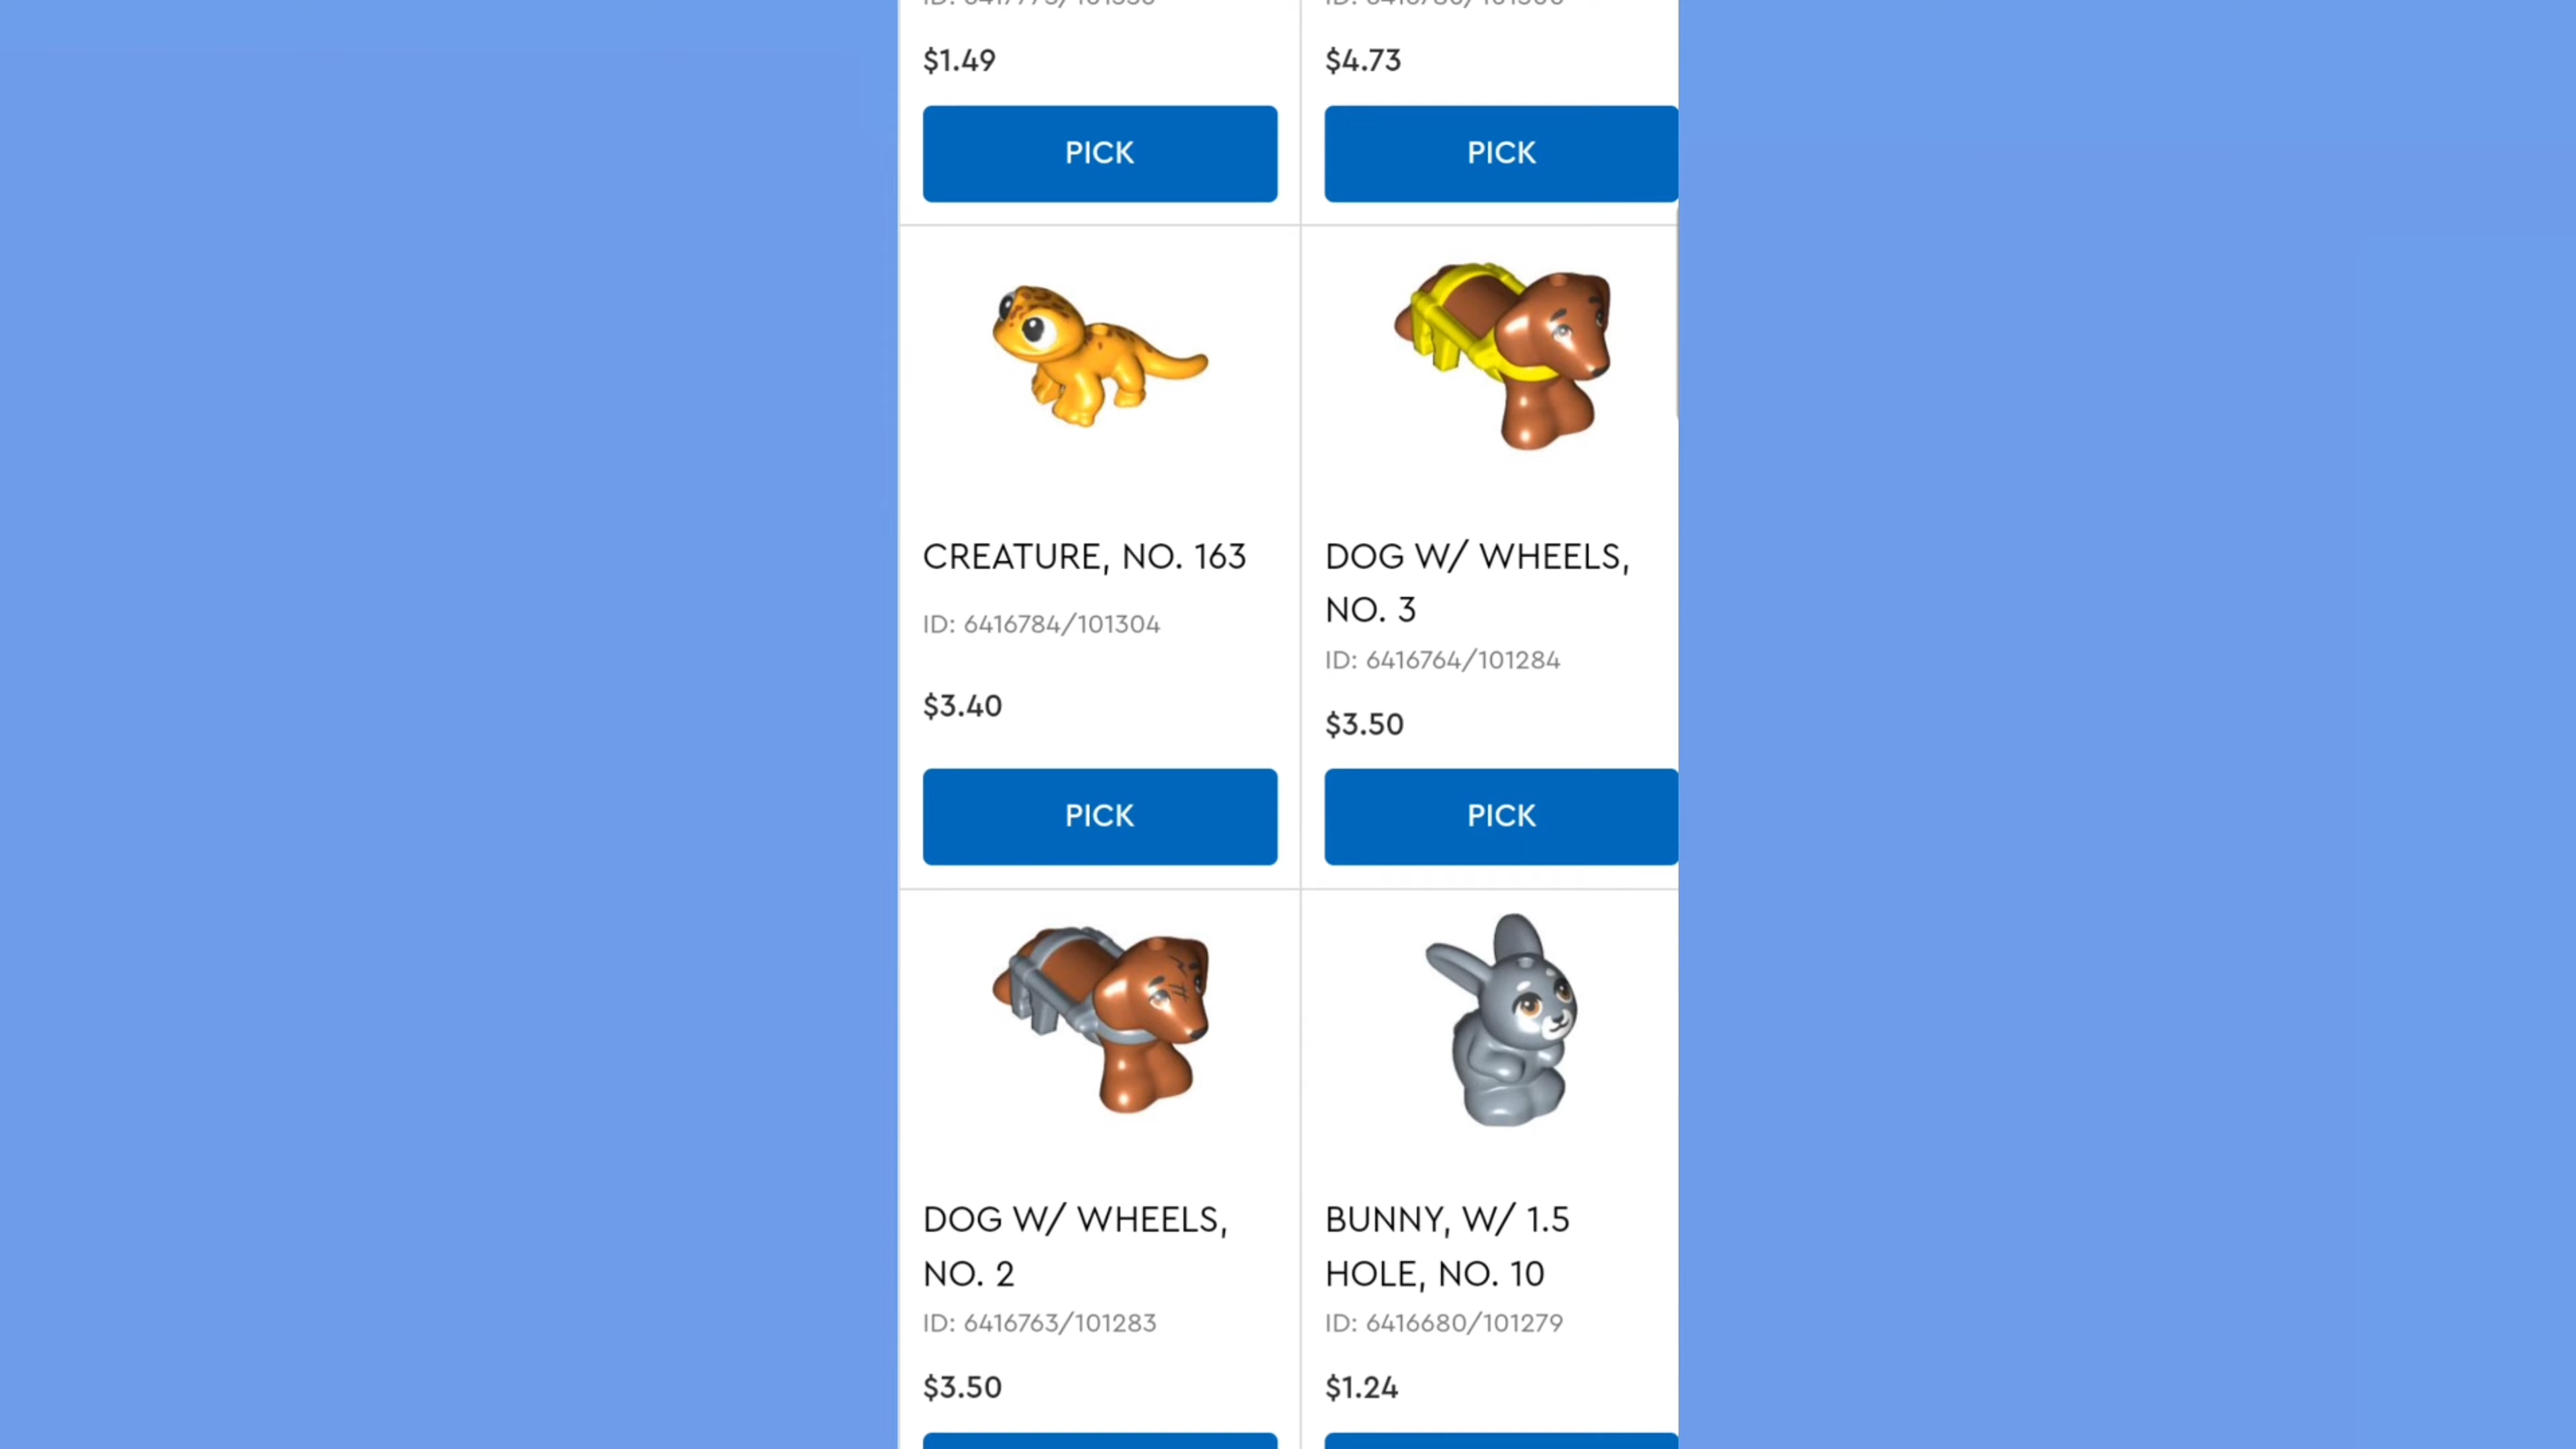 $1.49
$4.73
PICK
PICK
CREATURE, NO. 163
ID: 6416784/101304
$3.40
PICK
DOG W/ WHEELS,
NO. 3
ID: 6416764/101284
$3.50
PICK
DOG W/ WHEELS,
NO. 2
ID: 6416763/101283
$3.50
BUNNY, W/ 1.5
HOLE, NO. 10
ID: 6416680/101279
$1.24